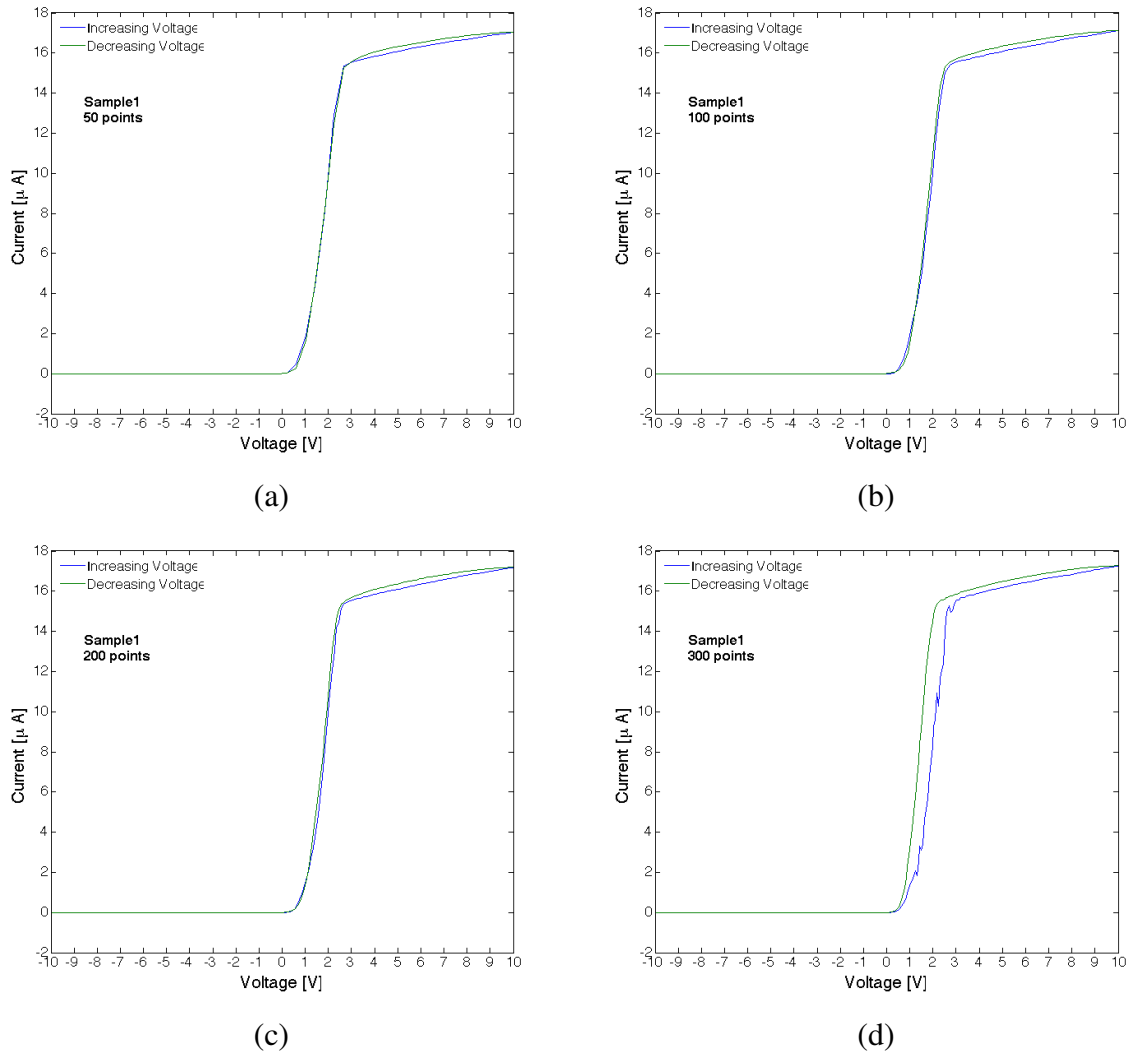 18
16
14
12
10
8
6
4
2
0
-2
Current [μ A]
Increasing Voltage
Decreasing Voltage
Sample1
50 points
-10 -9 -8 -7 -6 -5 -4 -3 -2 -1 0 1 2 3 4 5 6 7 8 9 10
Voltage [V]
(a)
18
16
14
12
10
8
6
4
2
0
-2
Current [μ A]
Increasing Voltage
Decreasing Voltage
Sample1
100 points
-10 -9 -8 -7 -6 -5 -4 -3 -2 -1 0 1 2 3 4 5 6 7 8 9 10
Voltage [V]
(b)
18
16
14
12
10
8
6
4
2
0
-2
Current [μ A]
Increasing Voltage
Decreasing Voltage
Sample1
200 points
-10 -9 -8 -7 -6 -5 -4 -3 -2 -1 0 1 2 3 4 5 6 7 8 9 10
Voltage [V]
(c)
18
16
14
12
10
8
6
4
2
0
-2
Current [μ A]
Increasing Voltage
Decreasing Voltage
Sample1
300 points
-10 -9 -8 -7 -6 -5 -4 -3 -2 -1 0 1 2 3 4 5 6 7 8 9 10
Voltage [V]
(d)